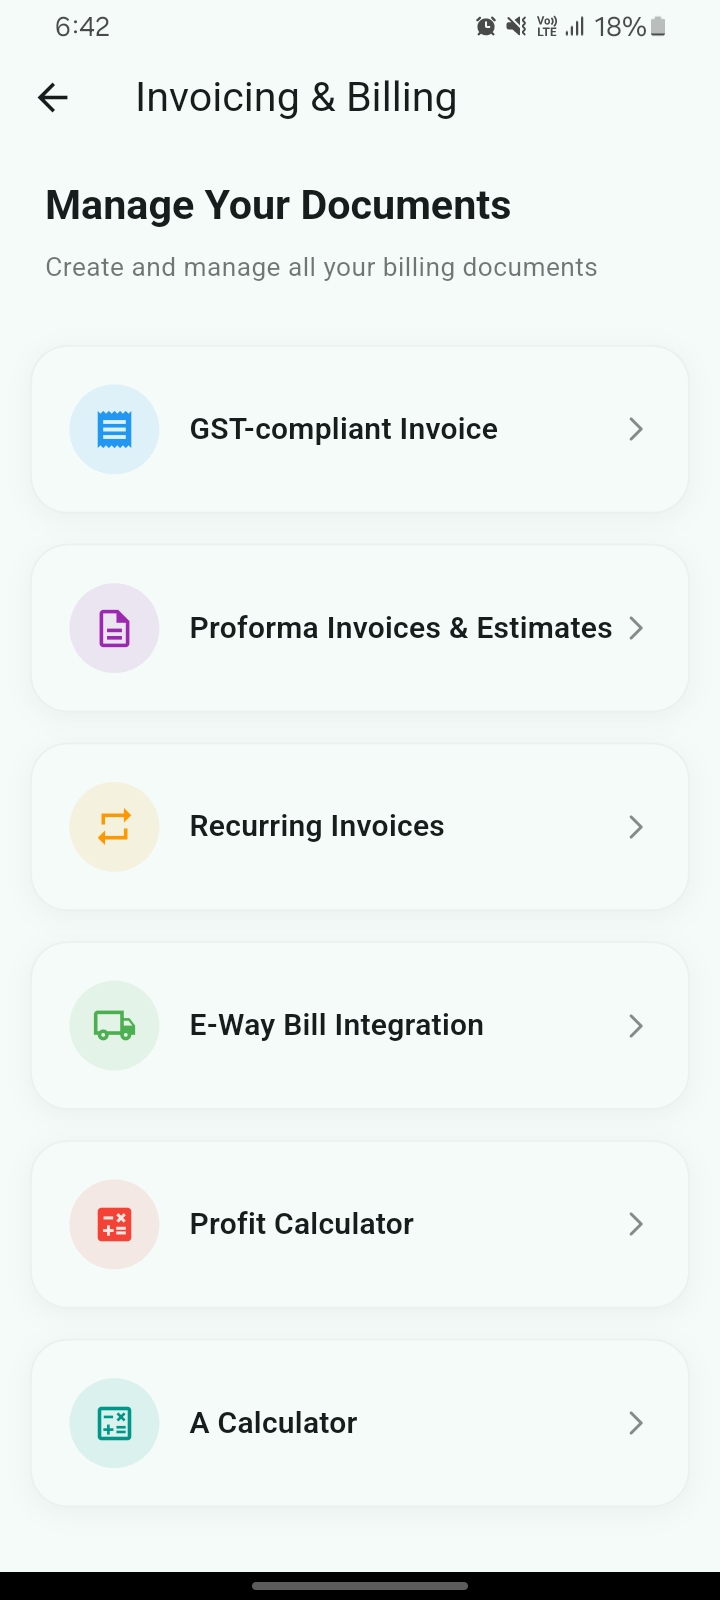 6:42
Vo))
LTE
18%
Invoicing & Billing
Manage Your Documents
Create and manage all your billing documents
GST-compliant Invoice
Proforma Invoices & Estimates
Recurring Invoices
E-Way Bill Integration
Profit Calculator
A Calculator